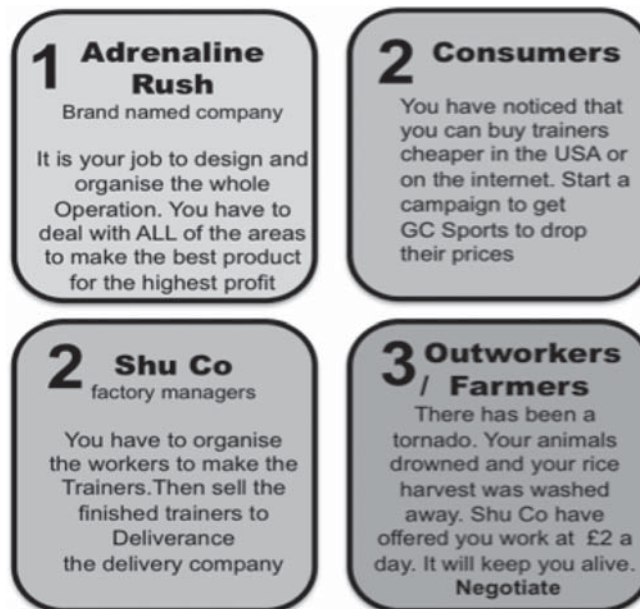 1 Adrenaline
Rush
Brand named company
It is your job to design and
organise the whole
Operation. You have to
deal with ALL of the areas
to make the best product
for the highest profit
2 Consumers
You have noticed that
you can buy trainers
cheaper in the USA or
on the internet. Start a
campaign to get
GC Sports to drop
their prices
2 Shu Co
factory managers
You have to organise
the workers to make the
Trainers.Then sell the
finished trainers to
Deliverance
the delivery company
3 Outworkers
/ Farmers
There has been a
tornado. Your animals
drowned and your rice
harvest was washed
away. Shu Co have
offered you work at £2 a
day. It will keep you alive.
Negotiate